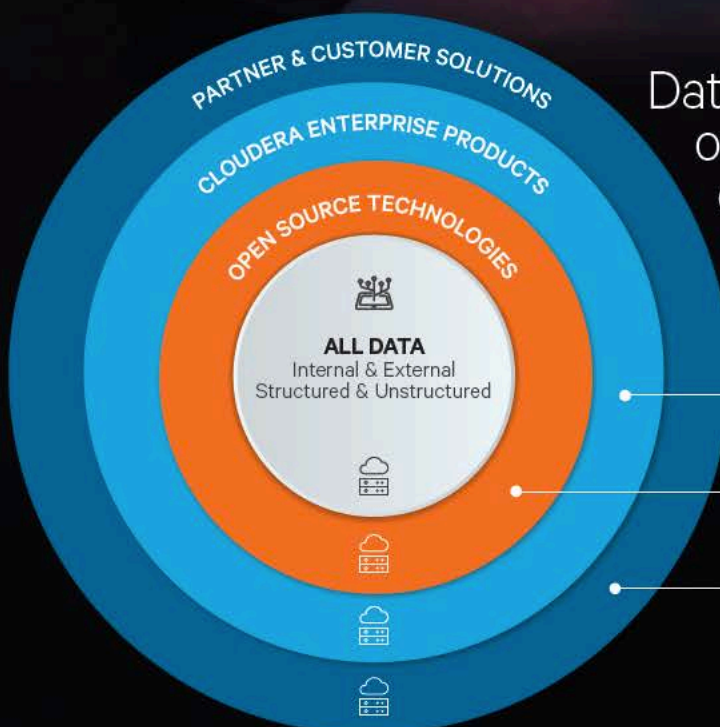 PARTNER & CUSTOMER SOLUTIONS
CLOUDERA ENTERPRISE PRODUCTS
OPEN SOURCE TECHNOLOGIES
ALL DATA
Internal & External
Structured & Unstructured